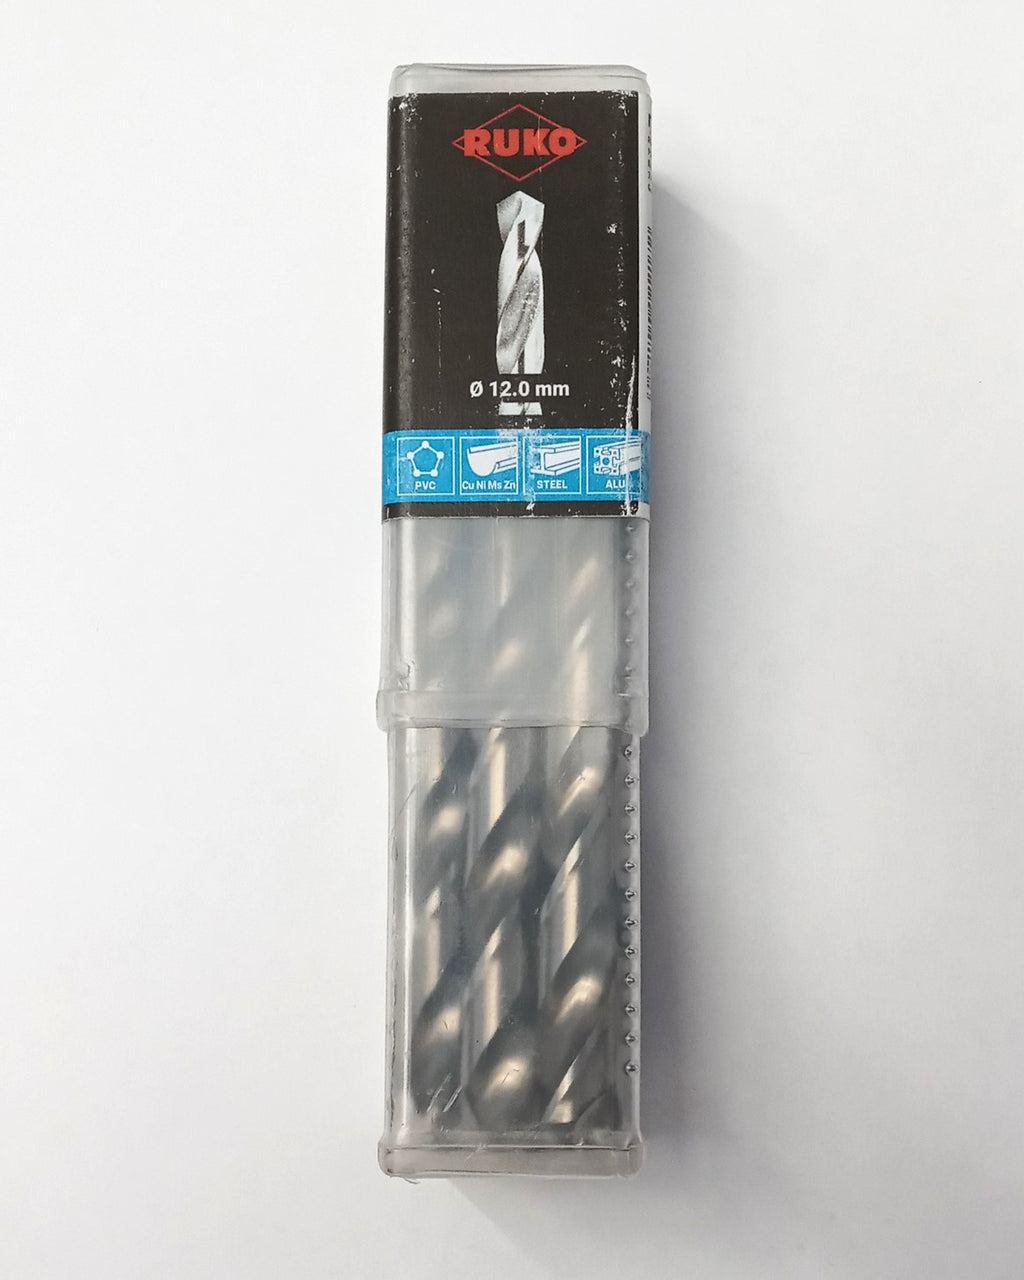 RUKO
Ø 12.0 mm
PVC
Cu Ni Ms Zn
STEEL
ALU